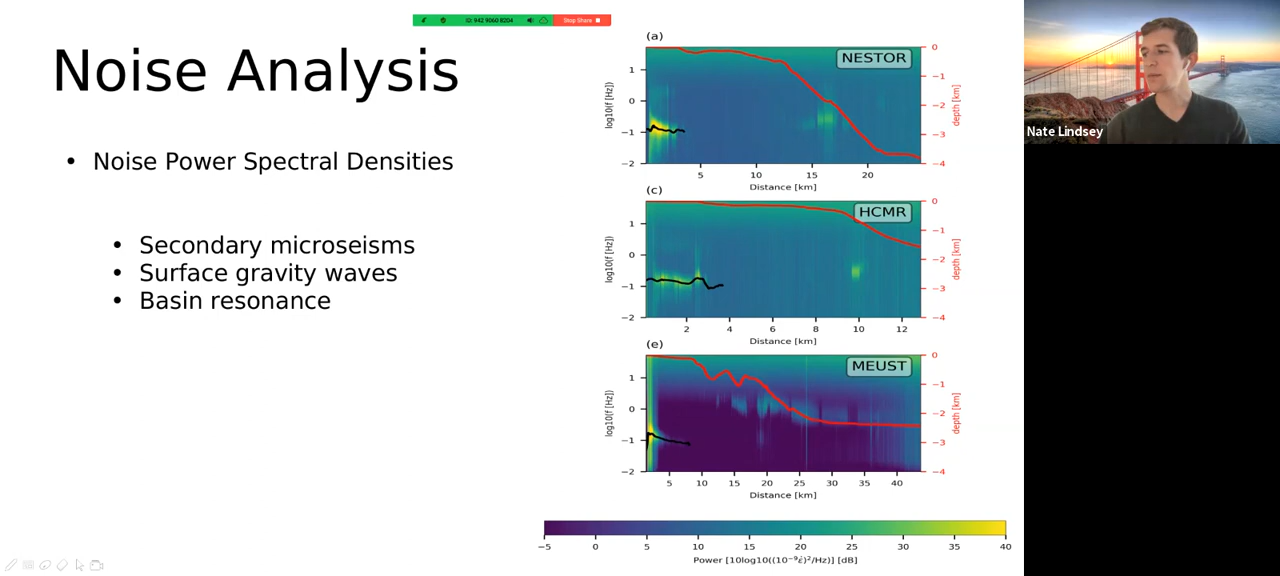 ID: 942 9060 8204 Stop Share
Noise Analysis
• Noise Power Spectral Densities
• Secondary microseisms
• Surface gravity waves
• Basin resonance
(a)
NESTOR
log10(f [Hz])
1
0
−1
−2
0
−1
−2
−3
−4
depth [km]
5 10 15 20
Distance [km]
(c)
HCMR
log10(f [Hz])
1
0
−1
−2
0
−1
−2
−3
−4
depth [km]
2 4 6 8 10 12
Distance [km]
(e)
MEUST
log10(f [Hz])
1
0
−1
−2
0
−1
−2
−3
−4
depth [km]
5 10 15 20 25 30 35 40
Distance [km]
−5 0 5 10 15 20 25 30 35 40
Power [10log10((10⁻⁹ε̇)²/Hz)] [dB]
Nate Lindsey